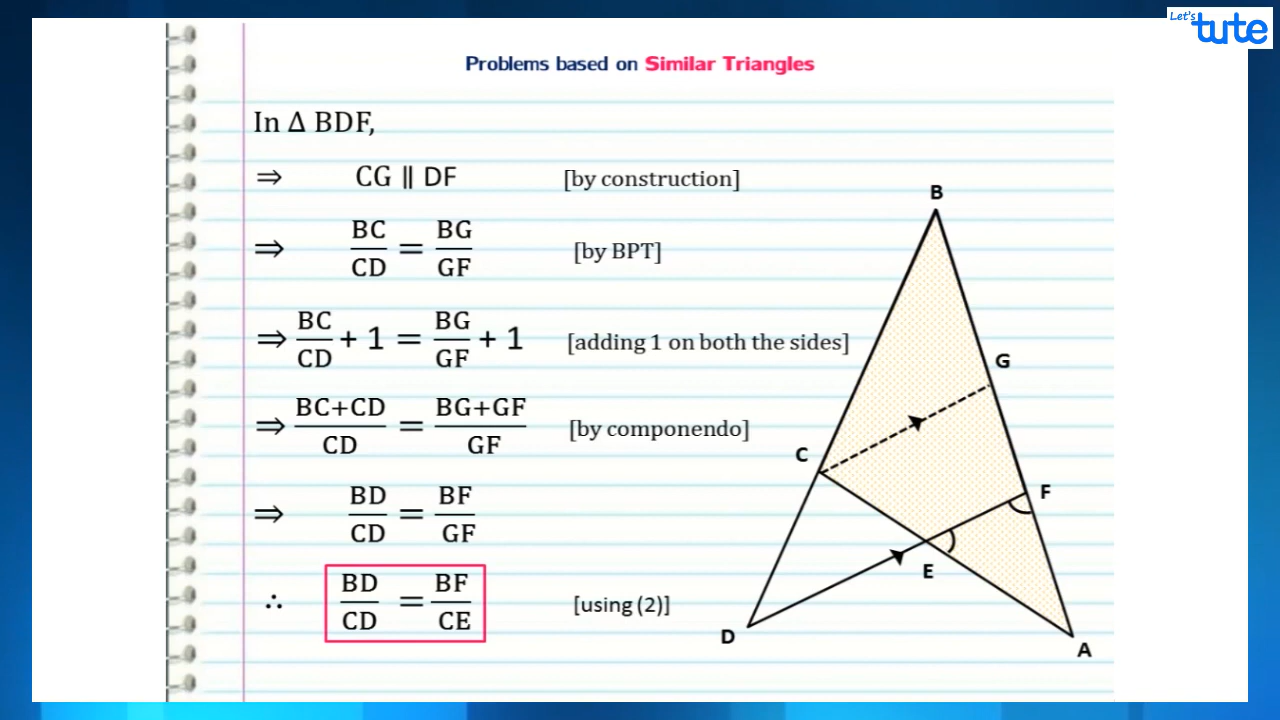 Let's
tute
Problems based on Similar Triangles
In Δ BDF,
⇒ CG ∥ DF [by construction]
⇒ BC/CD = BG/GF [by BPT]
⇒ BC/CD + 1 = BG/GF + 1 [adding 1 on both the sides]
⇒ BC+CD/CD = BG+GF/GF [by componendo]
⇒ BD/CD = BF/GF
∴ BD/CD = BF/CE [using (2)]
B
G
C
F
E
D
A